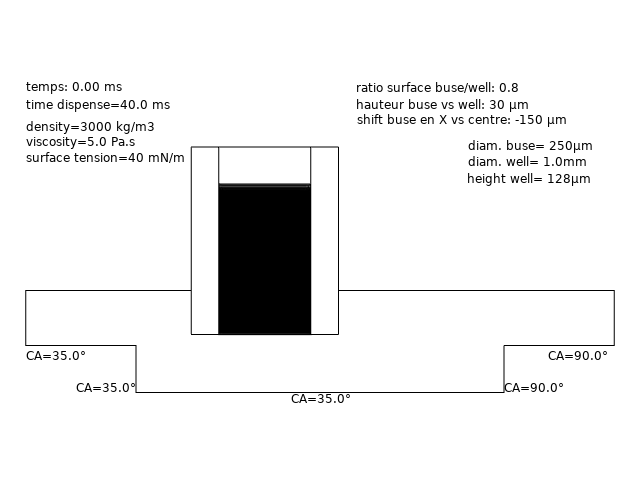 temps: 0.00 ms
time dispense=40.0 ms
density=3000 kg/m3
viscosity=5.0 Pa.s
surface tension=40 mN/m
ratio surface buse/well: 0.8
hauteur buse vs well: 30 µm
shift buse en X vs centre: -150 µm
diam. buse= 250µm
diam. well= 1.0mm
height well= 128µm
CA=35.0°
CA=90.0°
CA=35.0°
CA=90.0°
CA=35.0°